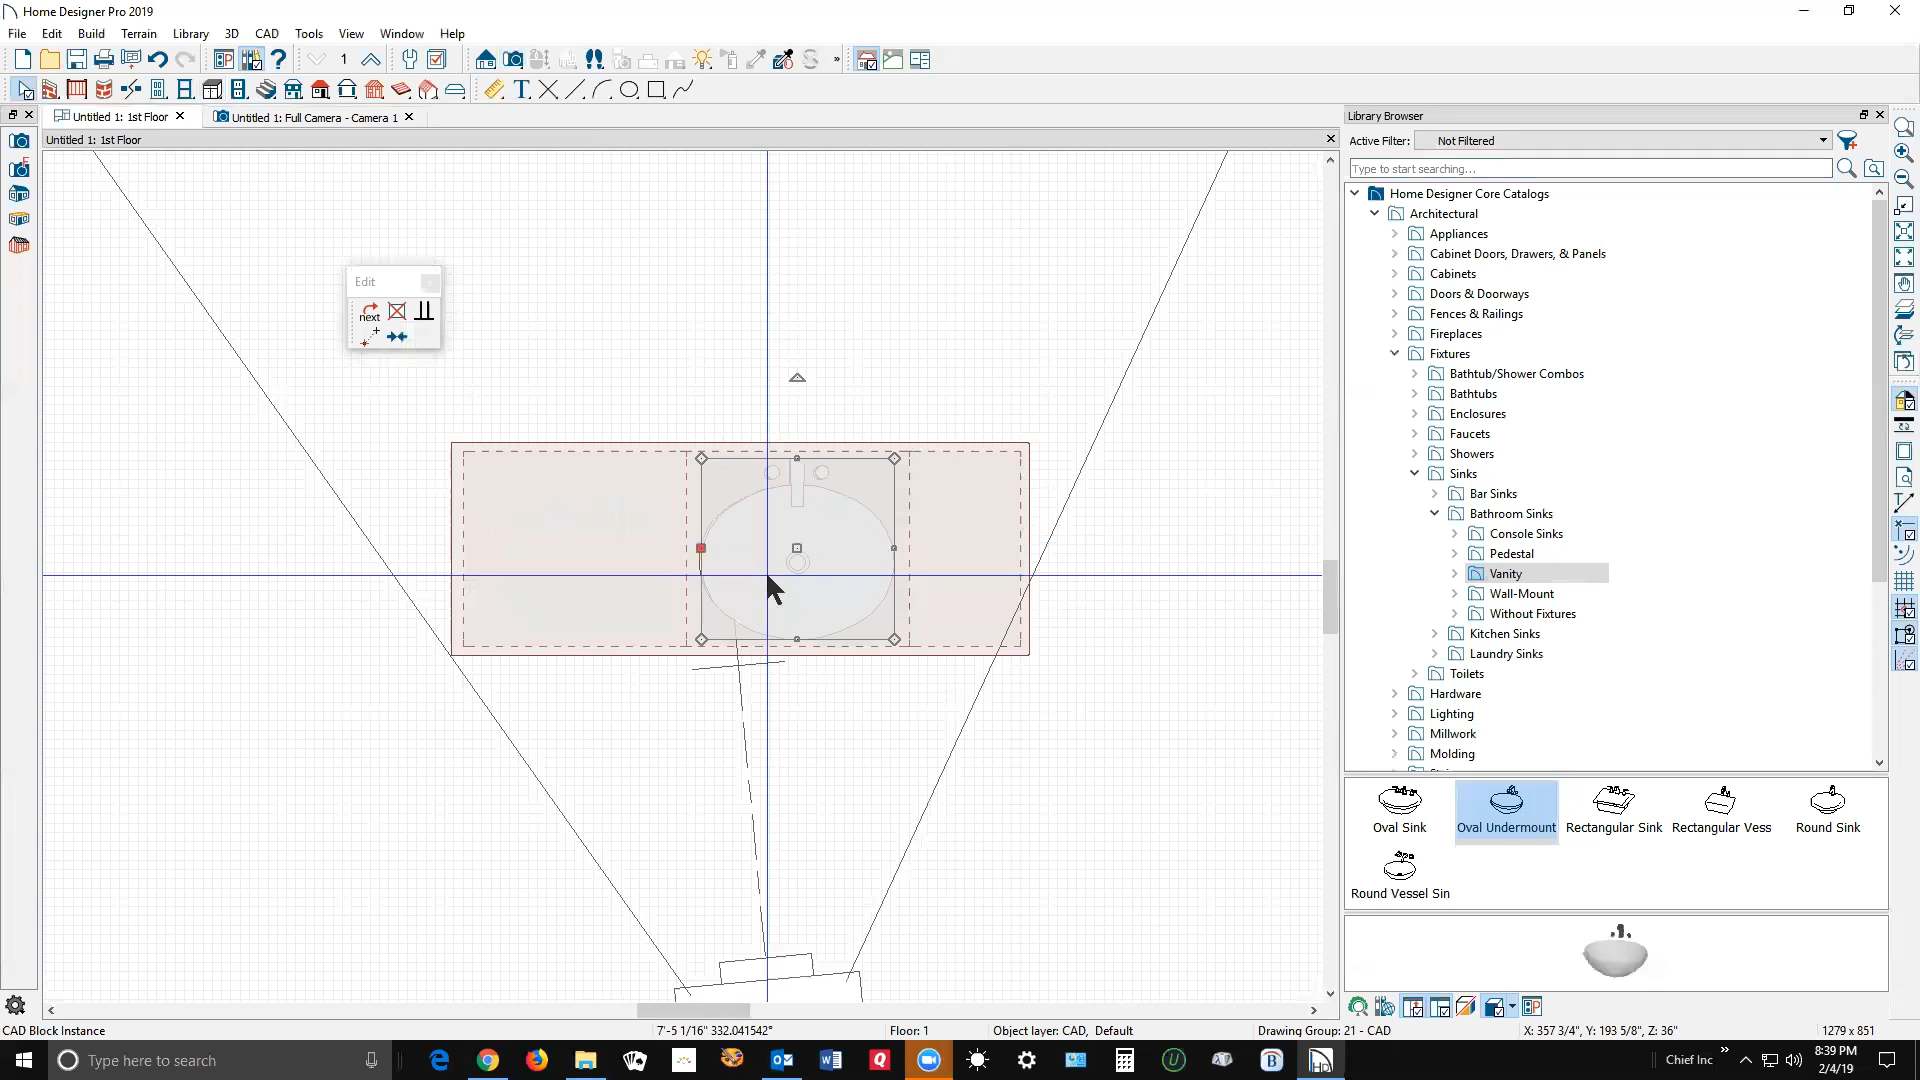 Home Designer Pro 2019
File Edit Build Terrain Library 3D CAD Tools Window View Help
1
Untitled 1: 1st Floor
Untitled 1: Full Camera - Camera 1
Untitled 1: 1st Floor
Edit
next
Library Browser
Active Filter: Not Filtered
Type to start searching...
Home Designer Core Catalogs
Architectural
Appliances
Cabinet Doors, Drawers, & Panels
Cabinets
Doors & Doorways
Fences & Railings
Fireplaces
Fixtures
Bathtub/Shower Combos
Bathtubs
Enclosures
Faucets
Showers
Sinks
Bar Sinks
Bathroom Sinks
Console Sinks
Pedestal
Vanity
Wall-Mount
Without Fixtures
Kitchen Sinks
Laundry Sinks
Toilets
Hardware
Lighting
Millwork
Molding
Oval Sink
Oval Undermount
Rectangular Sink
Rectangular Vess
Round Sink
Round Vessel Sin
CAD Block Instance
7'-5 1/16" 332.041542°
Floor: 1
Object layer: CAD, Default
Drawing Group: 21 - CAD
X: 357 3/4", Y: 193 5/8", Z: 36"
1279 x 851
Type here to search
Chief Inc
8:39 PM
2/4/19